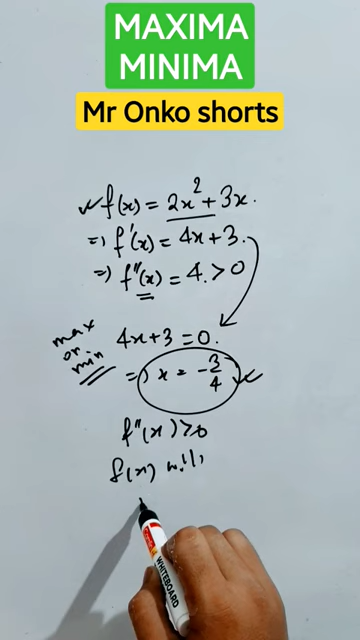 MAXIMA
MINIMA
Mr Onko shorts
f(x) = 2x² + 3x.
=> f'(x) = 4x + 3.
=> f''(x) = 4. > 0
max
or
min
4x + 3 = 0.
=> x = -3/4
f''(x) > 0
f(x) will
WHITEBOARD